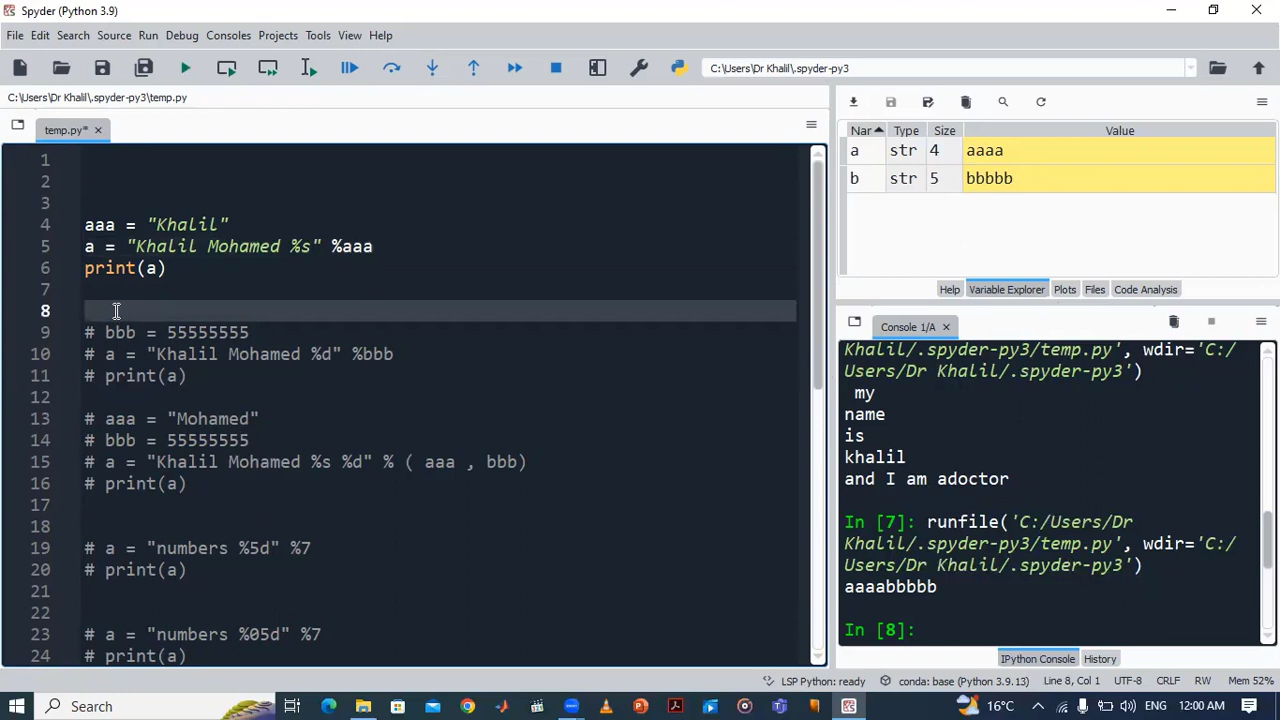 Spyder (Python 3.9)
File Edit Search Source Run Debug Consoles Projects Tools View Help
C:\Users\Dr Khalil\.spyder-py3
C:\Users\Dr Khalil\.spyder-py3\temp.py
temp.py*
1
2
3
4 aaa = "Khalil"
5 a = "Khalil Mohamed %s" %aaa
6 print(a)
7
8
9 # bbb = 55555555
10 # a = "Khalil Mohamed %d" %bbb
11 # print(a)
12
13 # aaa = "Mohamed"
14 # bbb = 55555555
15 # a = "Khalil Mohamed %s %d" % ( aaa , bbb)
16 # print(a)
17
18
19 # a = "numbers %5d" %7
20 # print(a)
21
22
23 # a = "numbers %05d" %7
24 # print(a)
Nar Type Size Value
a str 4 aaaa
b str 5 bbbbb
Help Variable Explorer Plots Files Code Analysis
Console 1/A
Khalil/.spyder-py3/temp.py', wdir='C:/
Users/Dr Khalil/.spyder-py3')
my
name
is
khalil
and I am adoctor
In [7]: runfile('C:/Users/Dr
Khalil/.spyder-py3/temp.py', wdir='C:/
Users/Dr Khalil/.spyder-py3')
aaaabbbbb
In [8]:
IPython Console History
LSP Python: ready conda: base (Python 3.9.13) Line 8, Col 1 UTF-8 CRLF RW Mem 52%
Search 16°C ENG 12:00 AM